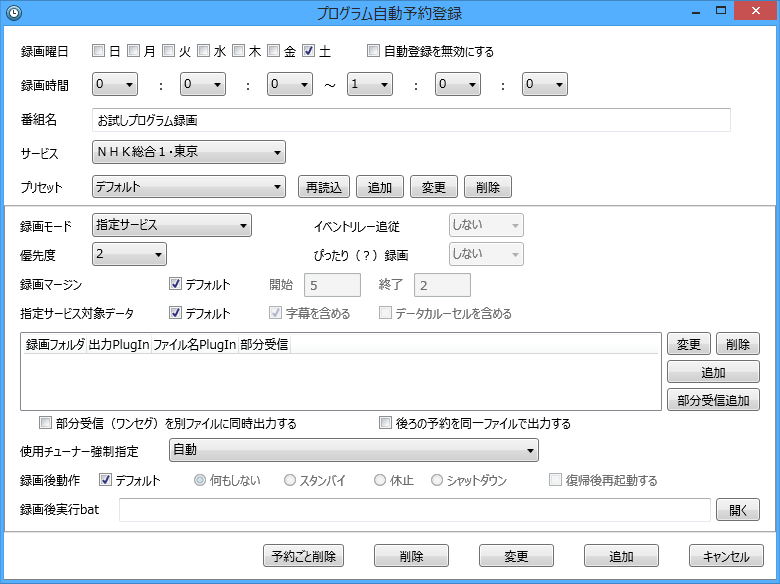 プログラム自動予約登録
録画曜日 日 月 火 水 木 金 土 自動登録を無効にする
録画時間 0 : 0 : 0 ～ 1 : 0 : 0
番組名 お試しプログラム録画
サービス ＮＨＫ総合１・東京
プリセット デフォルト 再読込 追加 変更 削除
録画モード 指定サービス イベントリレー追従 しない
優先度 2 ぴったり（？）録画 しない
録画マージン デフォルト 開始 5 終了 2
指定サービス対象データ デフォルト 字幕を含める データカルーセルを含める
録画フォルダ 出力PlugIn ファイル名PlugIn 部分受信 変更 削除
追加
部分受信追加
部分受信（ワンセグ）を別ファイルに同時出力する 後ろの予約を同一ファイルで出力する
使用チューナー強制指定 自動
録画後動作 デフォルト 何もしない スタンバイ 休止 シャットダウン 復帰後再起動する
録画後実行bat 開く
予約ごと削除 削除 変更 追加 キャンセル